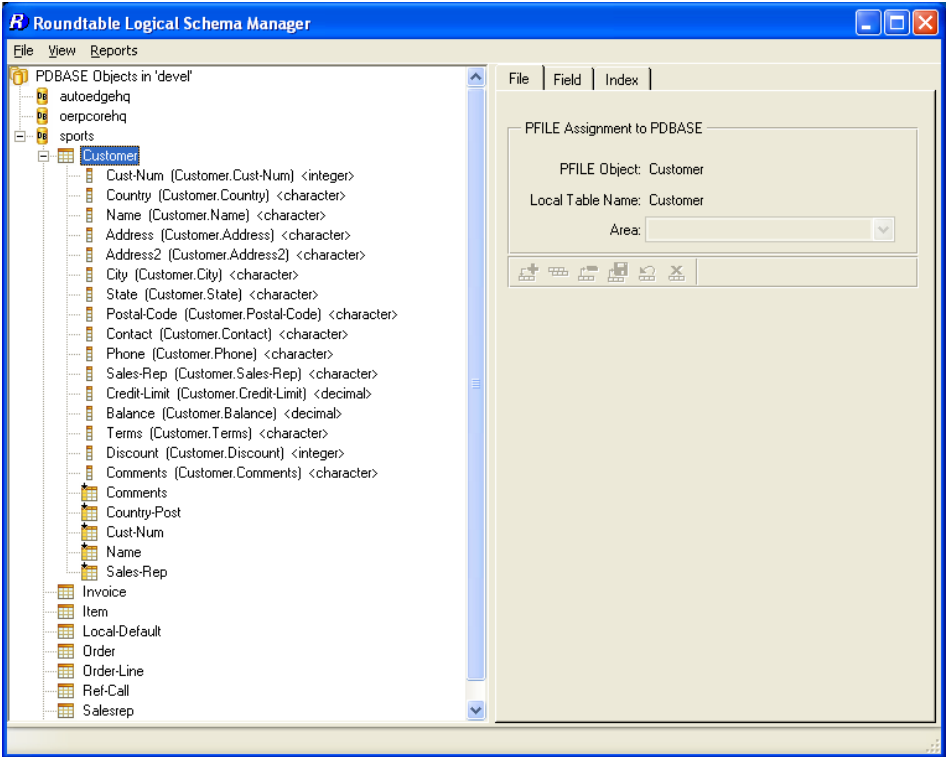 R Roundtable Logical Schema Manager
File View Reports
PDBASE Objects in 'devel'
DB autoedgehq
DB oerpcorehq
DB sports
Customer
Cust-Num (Customer.Cust-Num) <integer>
Country (Customer.Country) <character>
Name (Customer.Name) <character>
Address (Customer.Address) <character>
Address2 (Customer.Address2) <character>
City (Customer.City) <character>
State (Customer.State) <character>
Postal-Code (Customer.Postal-Code) <character>
Contact (Customer.Contact) <character>
Phone (Customer.Phone) <character>
Sales-Rep (Customer.Sales-Rep) <character>
Credit-Limit (Customer.Credit-Limit) <decimal>
Balance (Customer.Balance) <decimal>
Terms (Customer.Terms) <character>
Discount (Customer.Discount) <integer>
Comments (Customer.Comments) <character>
Comments
Country-Post
Cust-Num
Name
Sales-Rep
Invoice
Item
Local-Default
Order
Order-Line
Ref-Call
Salesrep
File Field Index
PFILE Assignment to PDBASE
PFILE Object: Customer
Local Table Name: Customer
Area: